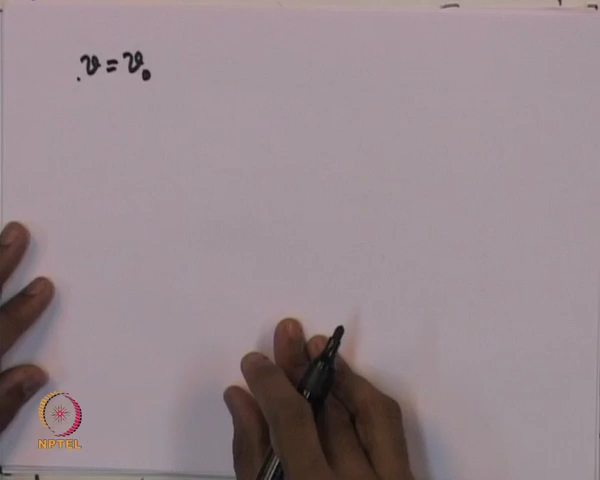 v = v₀
NPTEL